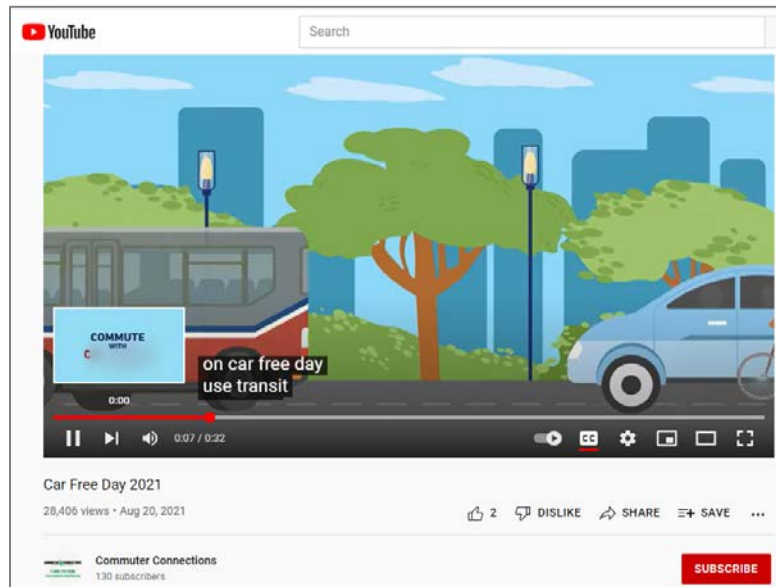 YouTube
Search
COMMUTE
WITH
on car free day
use transit
0:00
0:07 / 0:32
CC
Car Free Day 2021
28,406 views • Aug 20, 2021
2 DISLIKE SHARE SAVE ...
Commuter Connections
130 subscribers
SUBSCRIBE